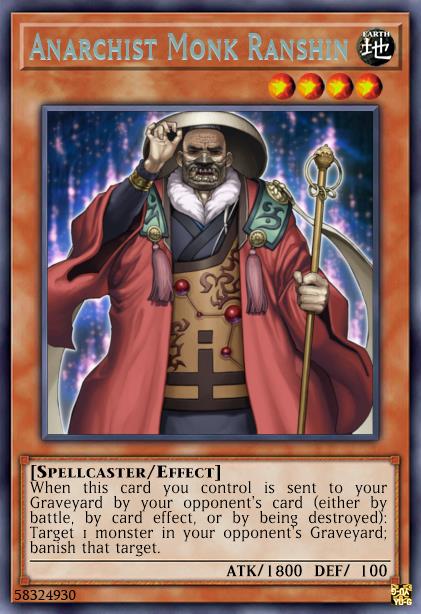 Anarchist Monk Ranshin
EARTH
地
[Spellcaster/Effect]
When this card you control is sent to your
Graveyard by your opponent's card (either by
battle, by card effect, or by being destroyed):
Target 1 monster in your opponent's Graveyard;
banish that target.
ATK/1800 DEF/ 100
58324930